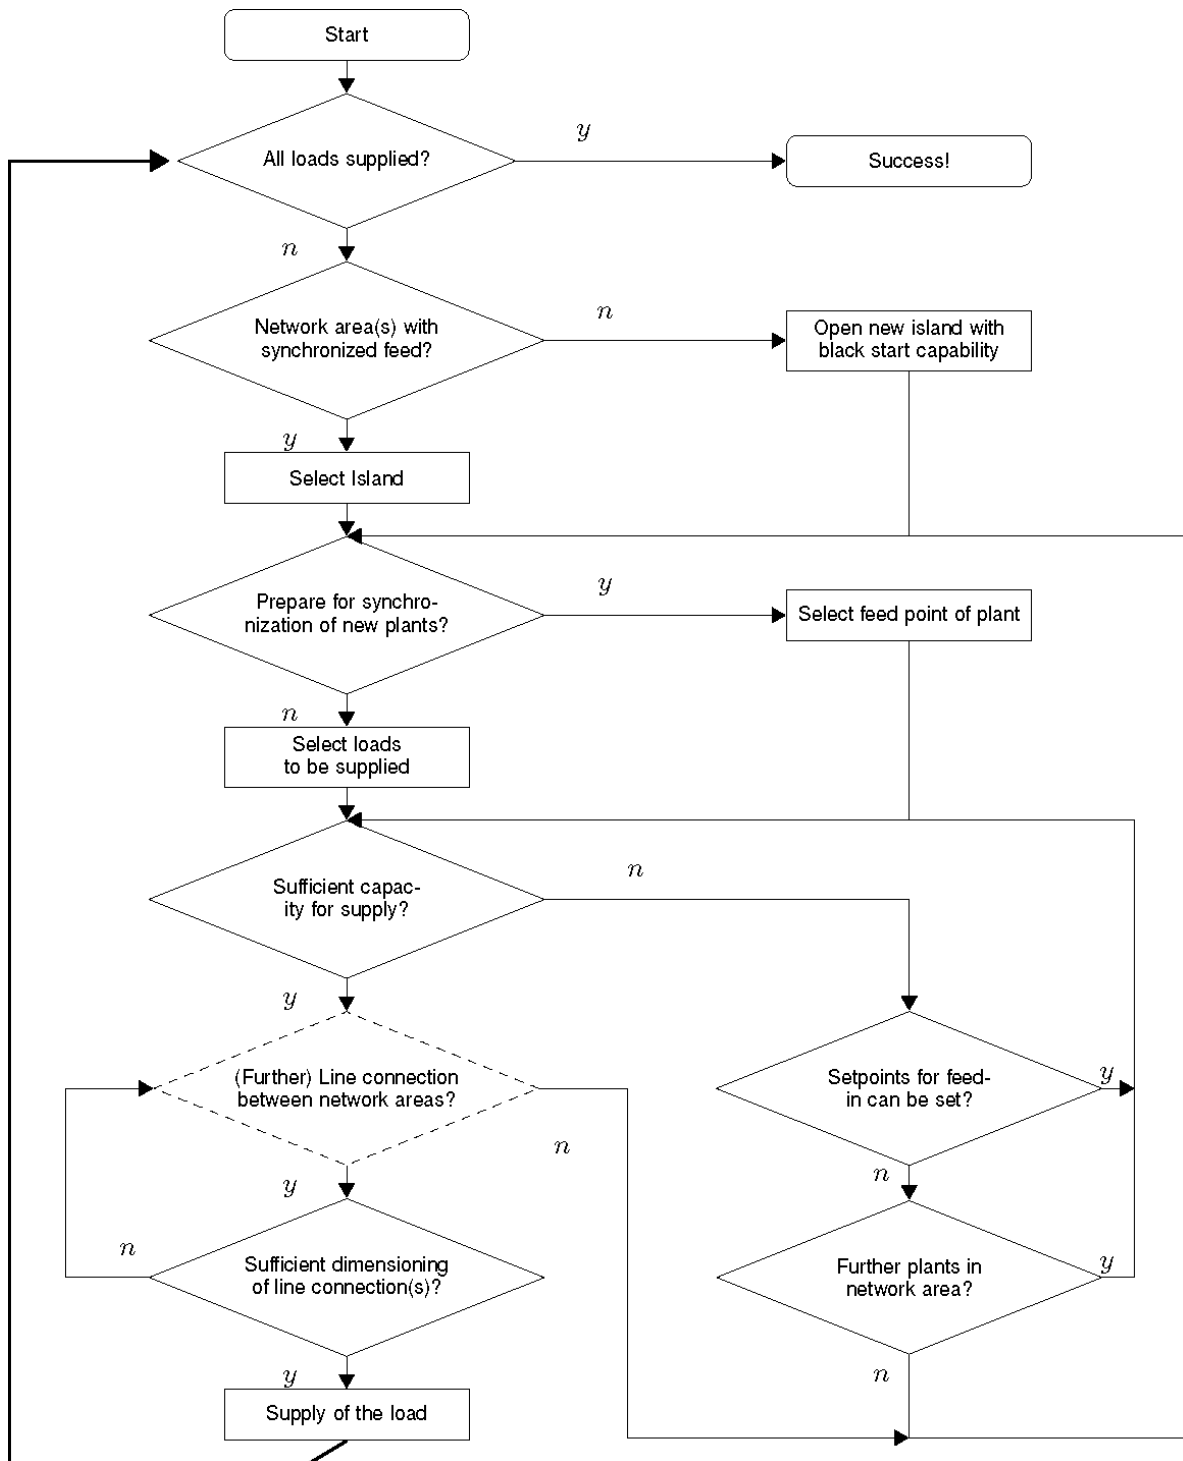 Start
y
All loads supplied?
Success!
n
n
Network area(s) with
synchronized feed?
Open new island with
black start capability
y
Select Island
y
Prepare for synchro-
nization of new plants?
Select feed point of plant
n
Select loads
to be supplied
n
Sufficient capac-
ity for supply?
y
(Further) Line connection
between network areas?
Setpoints for feed-
in can be set?
y
n
n
y
n
Sufficient dimensioning
of line connection(s)?
Further plants in
network area?
y
y
n
Supply of the load